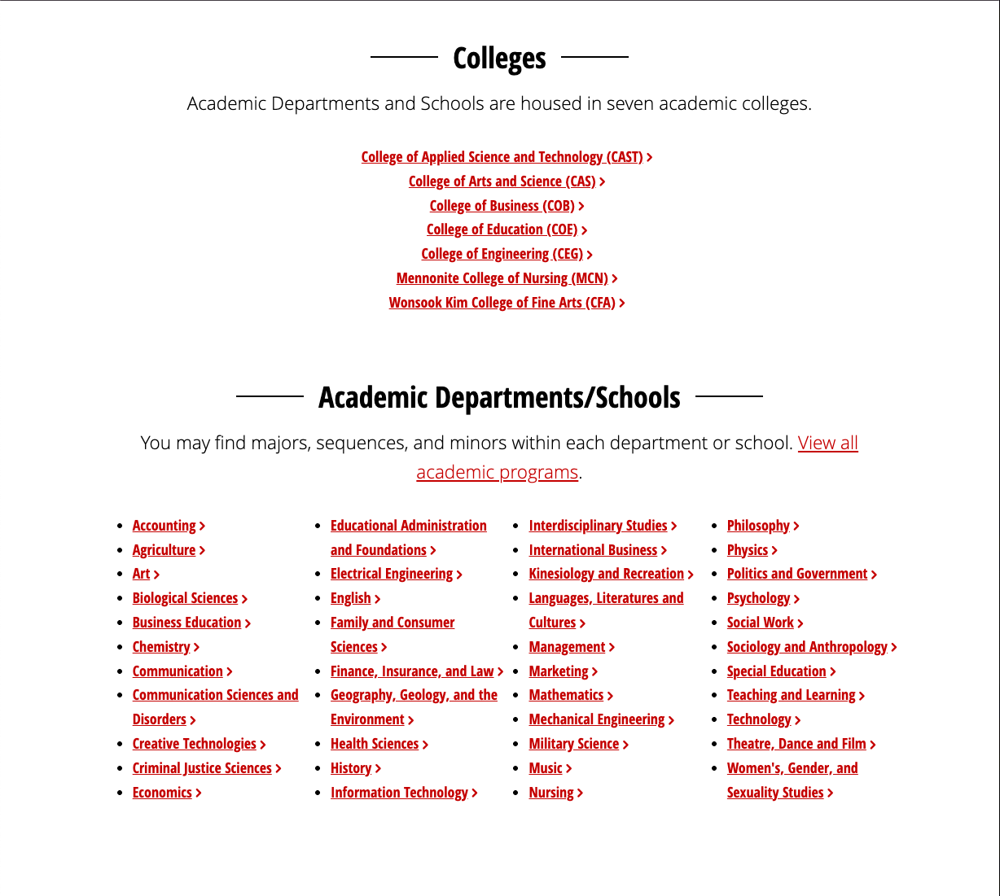 Colleges
Academic Departments and Schools are housed in seven academic colleges.
College of Applied Science and Technology (CAST)
College of Arts and Science (CAS)
College of Business (COB)
College of Education (COE)
College of Engineering (CEG)
Mennonite College of Nursing (MCN)
Wonsook Kim College of Fine Arts (CFA)
Academic Departments/Schools
You may find majors, sequences, and minors within each department or school. View all
academic programs.
Accounting
Agriculture
Art
Biological Sciences
Business Education
Chemistry
Communication
Communication Sciences and
Disorders
Creative Technologies
Criminal Justice Sciences
Economics
Educational Administration
and Foundations
Electrical Engineering
English
Family and Consumer
Sciences
Finance, Insurance, and Law
Geography, Geology, and the
Environment
Health Sciences
History
Information Technology
Interdisciplinary Studies
International Business
Kinesiology and Recreation
Languages, Literatures and
Cultures
Management
Marketing
Mathematics
Mechanical Engineering
Military Science
Music
Nursing
Philosophy
Physics
Politics and Government
Psychology
Social Work
Sociology and Anthropology
Special Education
Teaching and Learning
Technology
Theatre, Dance and Film
Women's, Gender, and
Sexuality Studies